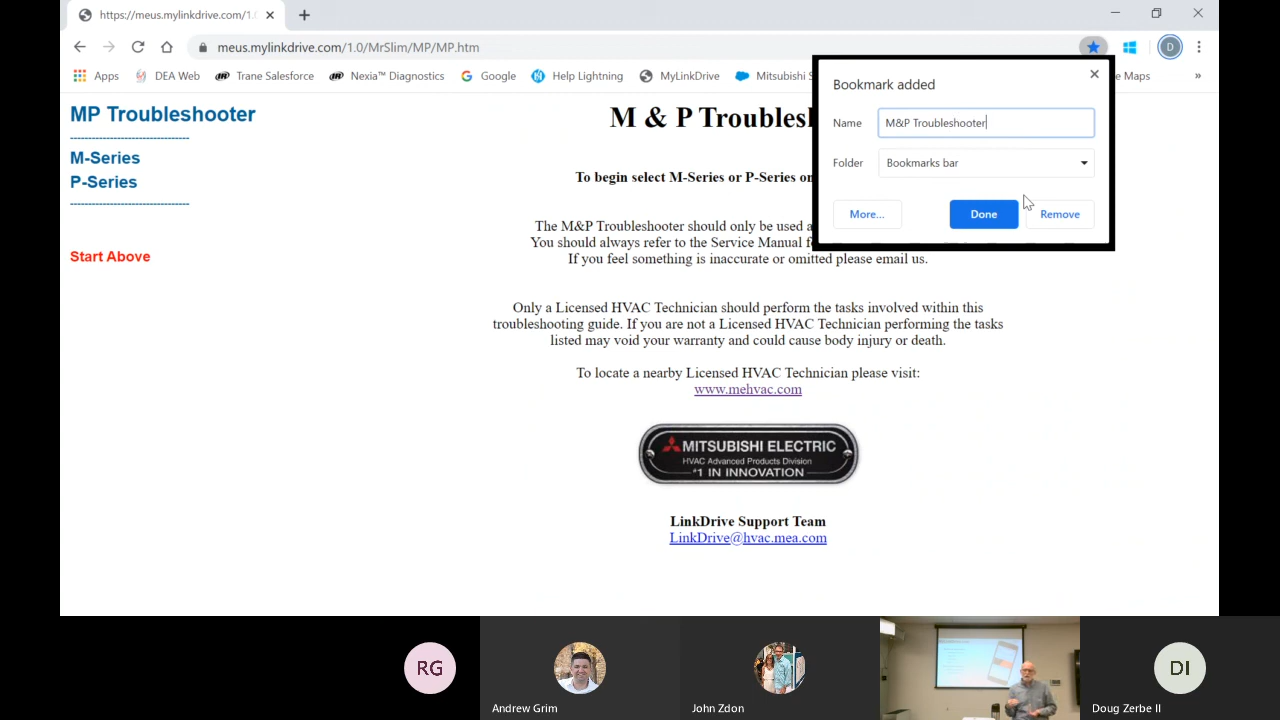 https://meus.mylinkdrive.com/1.
meus.mylinkdrive.com/1.0/MrSlim/MP/MP.htm
D
Apps
DEA Web
Trane Salesforce
Nexia™ Diagnostics
Google
Help Lightning
MyLinkDrive
Mitsubishi S
e Maps
»
Bookmark added
Name
M&P Troubleshooter
Folder
Bookmarks bar
More...
Done
Remove
MP Troubleshooter
--------------------------------
M-Series
P-Series
--------------------------------
Start Above
M & P Troubles
To begin select M-Series or P-Series on
The M&P Troubleshooter should only be used a
You should always refer to the Service Manual f
If you feel something is inaccurate or omitted please email us.
Only a Licensed HVAC Technician should perform the tasks involved within this
troubleshooting guide. If you are not a Licensed HVAC Technician performing the tasks
listed may void your warranty and could cause body injury or death.
To locate a nearby Licensed HVAC Technician please visit:
www.mehvac.com
MITSUBISHI ELECTRIC
HVAC Advanced Products Division
#1 IN INNOVATION
LinkDrive Support Team
LinkDrive@hvac.mea.com
RG
Andrew Grim
John Zdon
DI
Doug Zerbe II